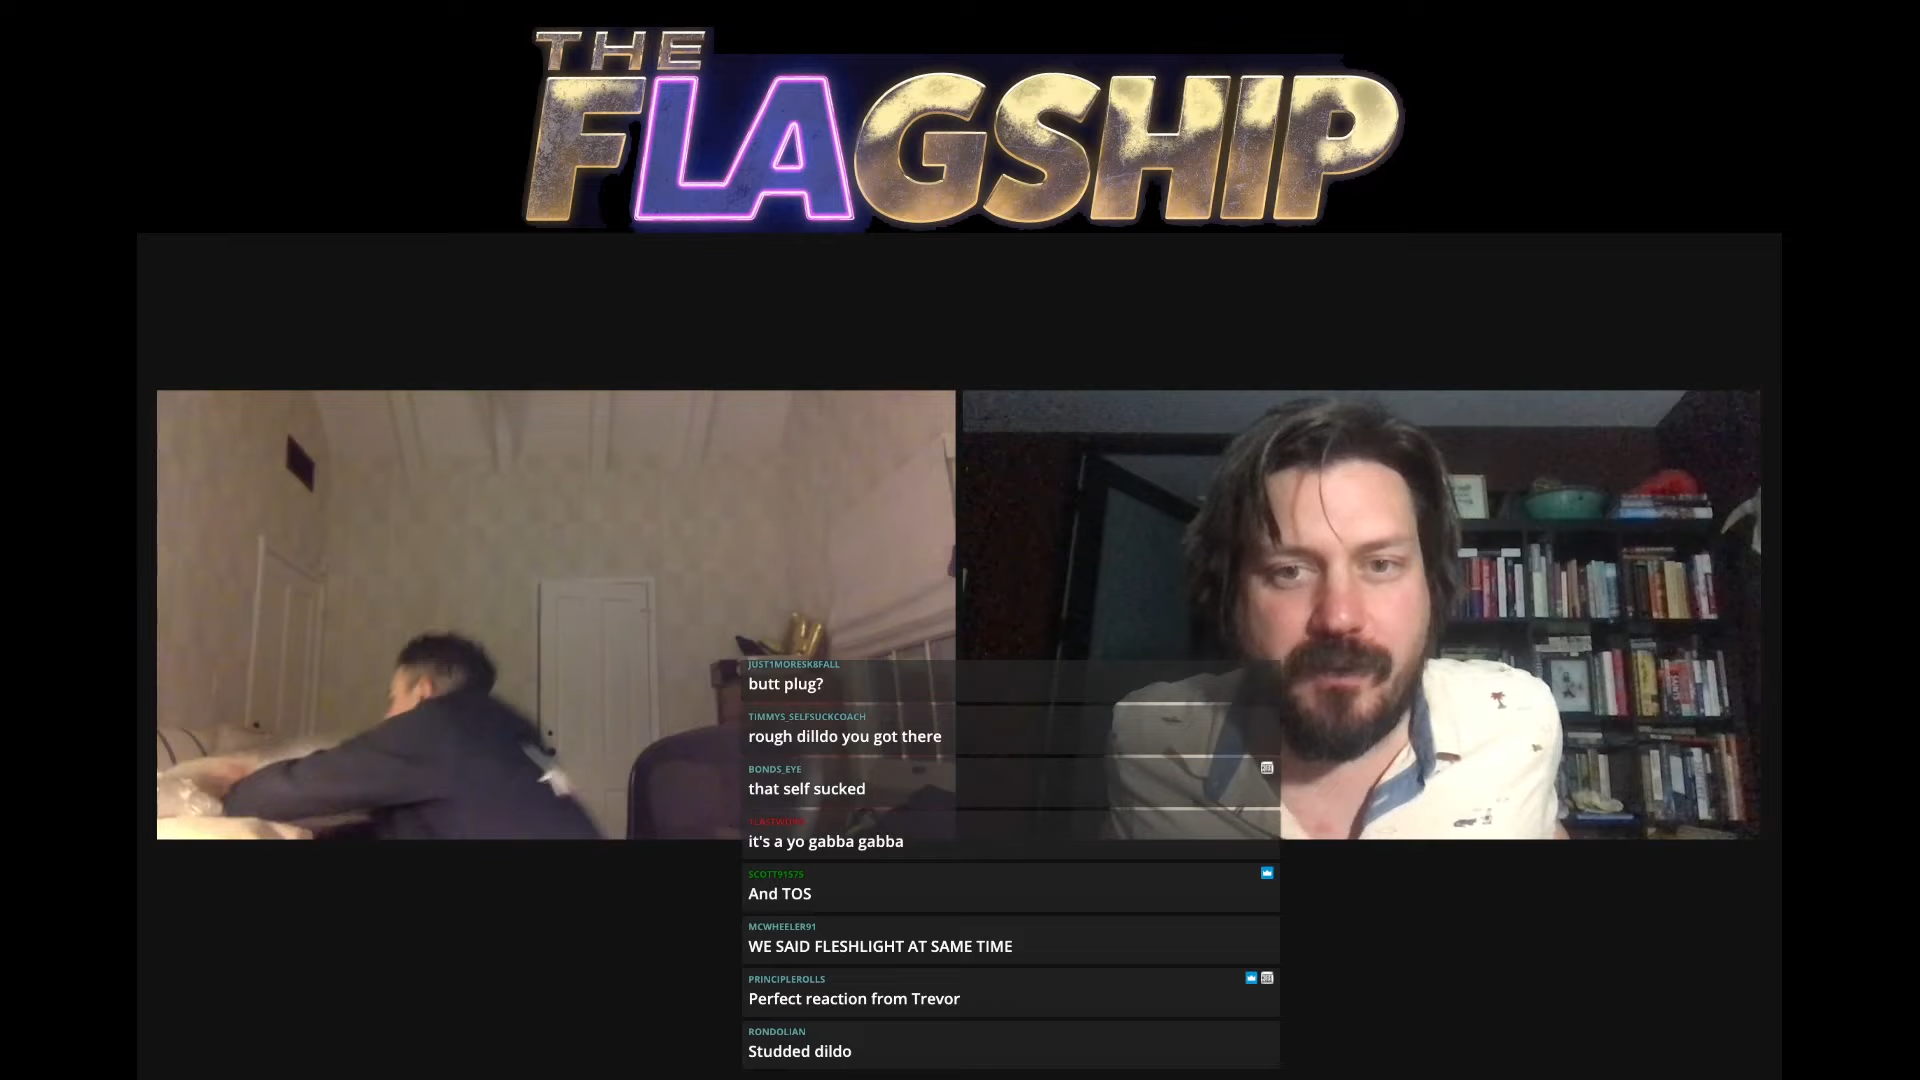 THE
FLAGSHIP
JUST1MORESK8FALL
butt plug?
TIMMYS_SELFSUCKCOACH
rough dilldo you got there
BONDS_EYE
that self sucked
it's a yo gabba gabba
SCOTT91575
And TOS
MCWHEELER91
WE SAID FLESHLIGHT AT SAME TIME
PRINCIPLEROLLS
Perfect reaction from Trevor
RONDOLIAN
Studded dildo